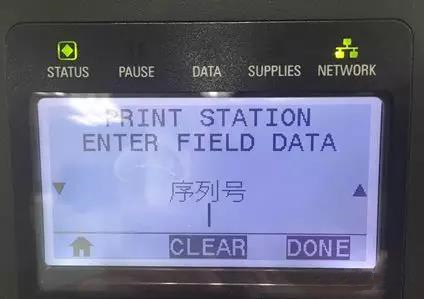 STATUS PAUSE DATA SUPPLIES NETWORK
PRINT STATION
ENTER FIELD DATA
序列号
CLEAR DONE